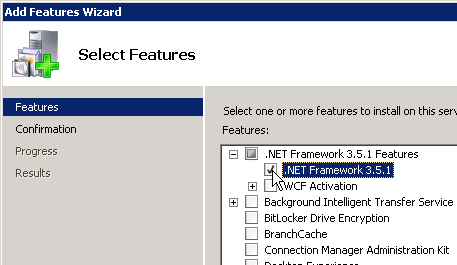 Add Features Wizard
Select Features
Features
Confirmation
Progress
Results
Select one or more features to install on this serv
Features:
.NET Framework 3.5.1 Features
.NET Framework 3.5.1
WCF Activation
Background Intelligent Transfer Service
BitLocker Drive Encryption
BranchCache
Connection Manager Administration Kit
Desktop Experience